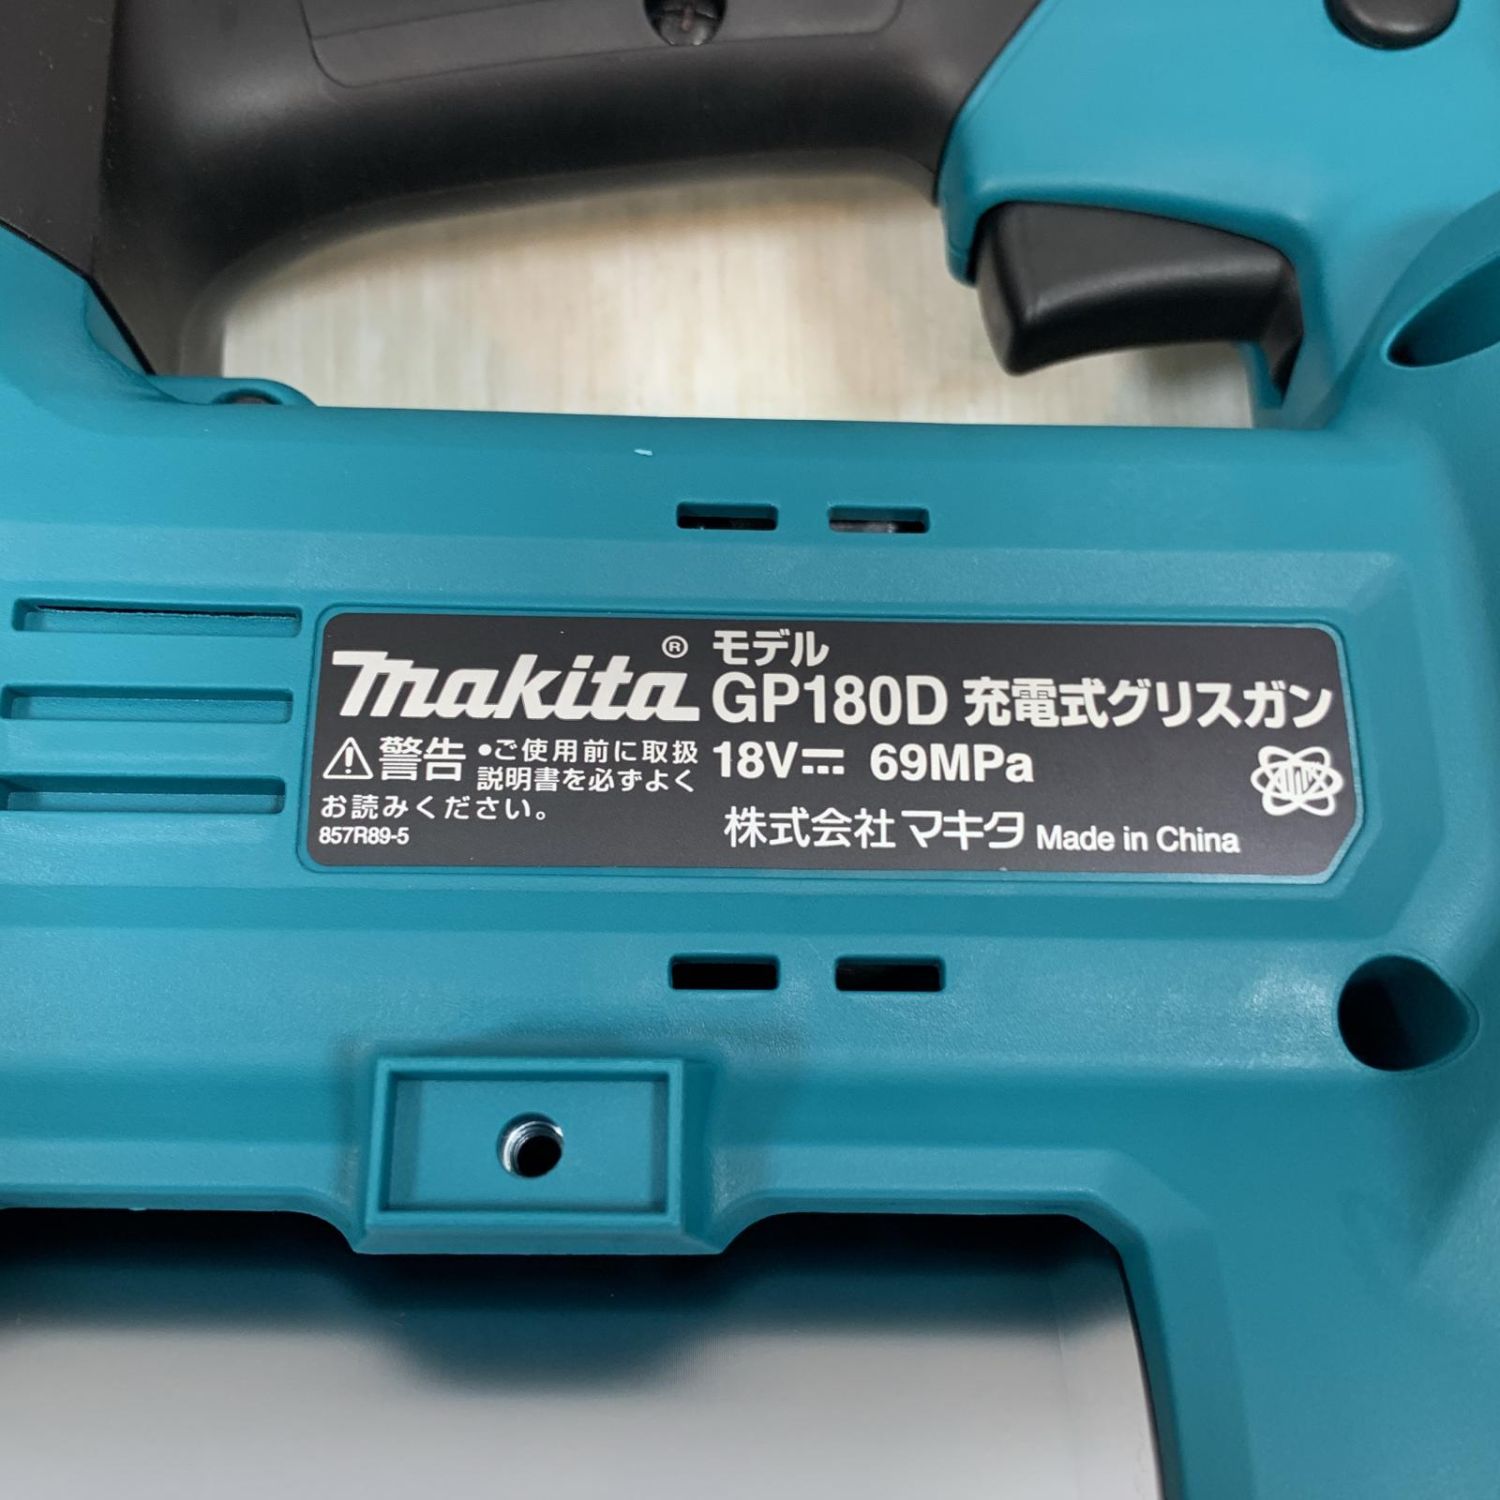 makita®
モデル
GP180D 充電式グリスガン
18V⎓ 69MPa
⚠警告 ●ご使用前に取扱
説明書を必ずよく
お読みください。
857R89-5
株式会社マキタ Made in China